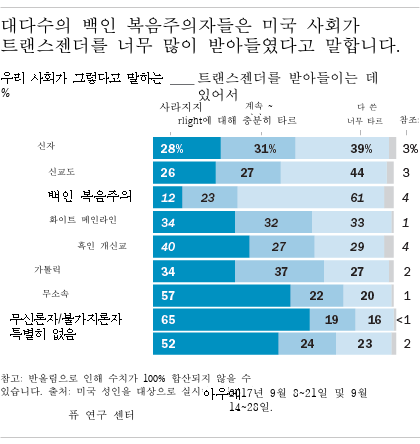 대다수의 백인 복음주의자들은 미국 사회가
트랜스젠더를 너무 많이 받아들였다고 말합니다.
우리 사회가 그렇다고 말하는 ___ 트랜스젠더를 받아들이는 데
% 있어서
사라지지 계속 ~ 다 쓴
rlight에 대해 충분히 타르 너무 타르 참조:
신자 28% 31% 39% 3%
신교도 26 27 44 3
백인 복음주의 12 23 61 4
화이트 메인라인 34 32 33 1
흑인 개신교 40 27 29 4
가톨릭 34 37 27 2
무소속 57 22 20 1
무신론자/불가지론자 65 19 16 <1
특별히 없음 52 24 23 2
참고: 반올림으로 인해 수치가 100% 합산되지 않을 수
있습니다. 출처: 미국 성인을 대상으로 실시 2017년 9월 8~21일 및 9월
14~28일.
퓨 연구 센터